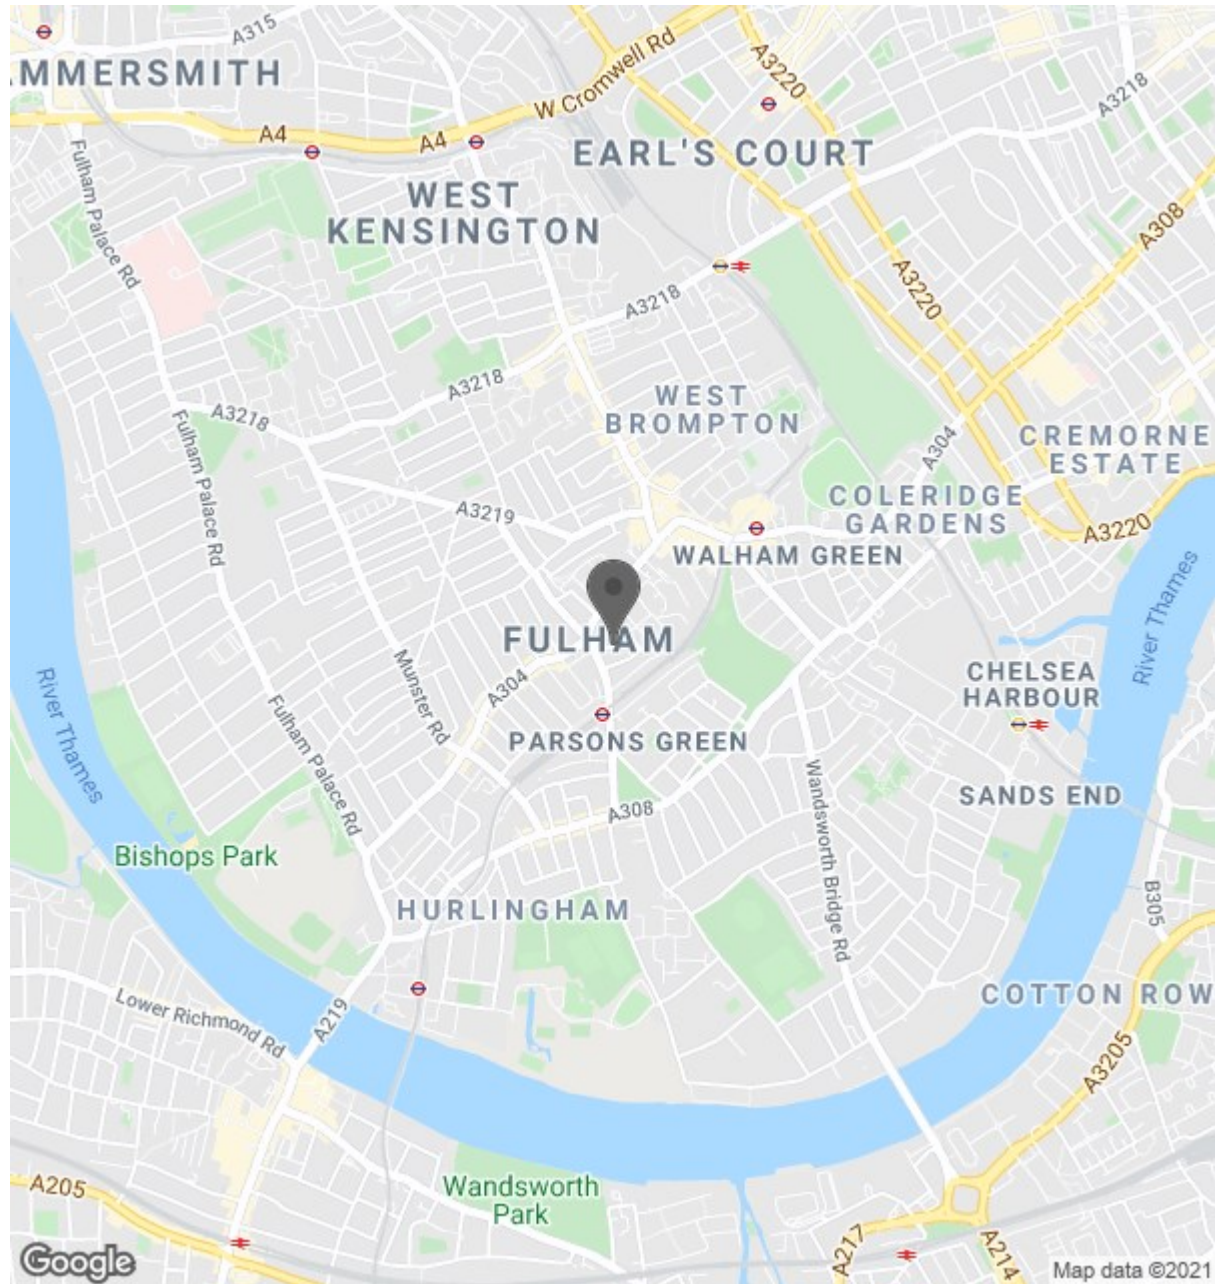 A315
AMMERSMITH
W Cromwell Rd
A3220
A3218
A4
A4
EARL'S COURT
Fulham Palace Rd
WEST
KENSINGTON
A308
A3220
A3218
A3218
WEST
BROMPTON
A3218
Fulham Palace Rd
A304
CREMORNE
ESTATE
A3219
COLERIDGE
GARDENS
A3220
WALHAM GREEN
River Thames
FULHAM
Munster Rd
A304
CHELSEA
HARBOUR
River Thames
Fulham Palace Rd
PARSONS GREEN
Wandsworth Bridge Rd
SANDS END
A308
Bishops Park
B305
HURLINGHAM
Lower Richmond Rd
A219
COTTON ROW
A3205
A205
Wandsworth
Park
A217
A214
Google
Map data ©2021